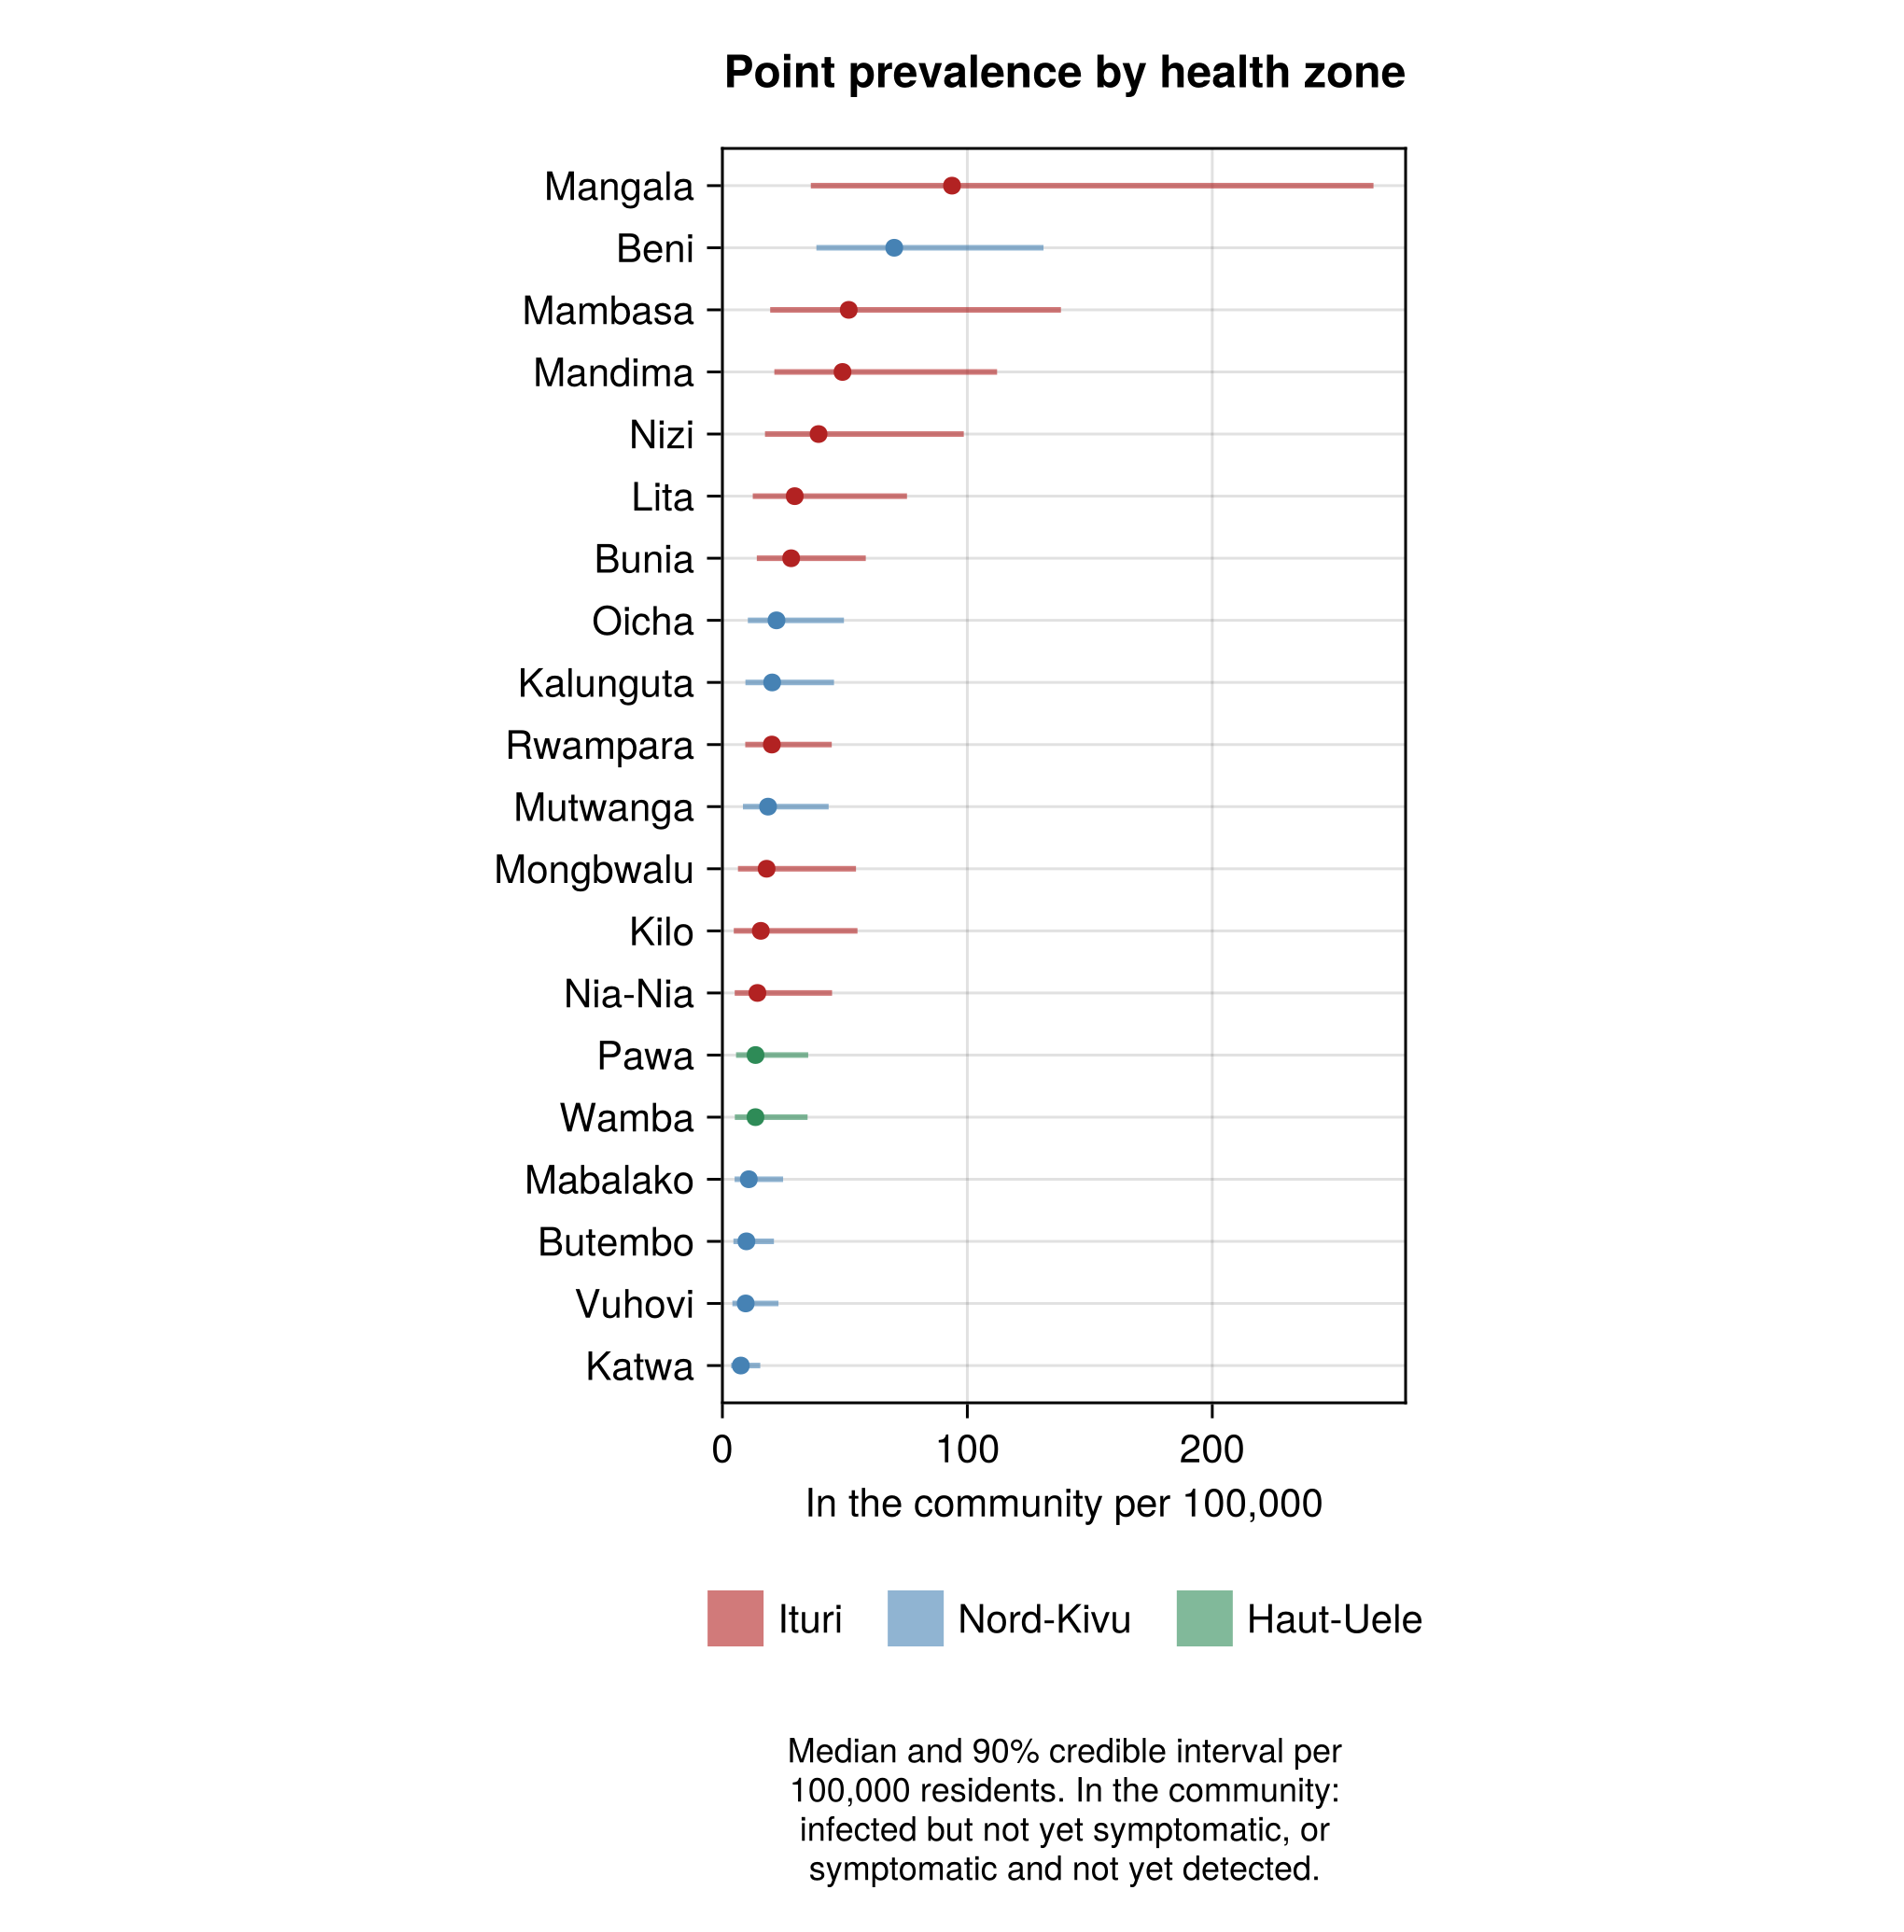 Point prevalence by health zone
Mangala
Beni
Mambasa
Mandima
Nizi
Lita
Bunia
Oicha
Kalunguta
Rwampara
Mutwanga
Mongbwalu
Kilo
Nia-Nia
Pawa
Wamba
Mabalako
Butembo
Vuhovi
Katwa
0 100 200
In the community per 100,000
Ituri Nord-Kivu Haut-Uele
Median and 90% credible interval per
100,000 residents. In the community:
infected but not yet symptomatic, or
symptomatic and not yet detected.